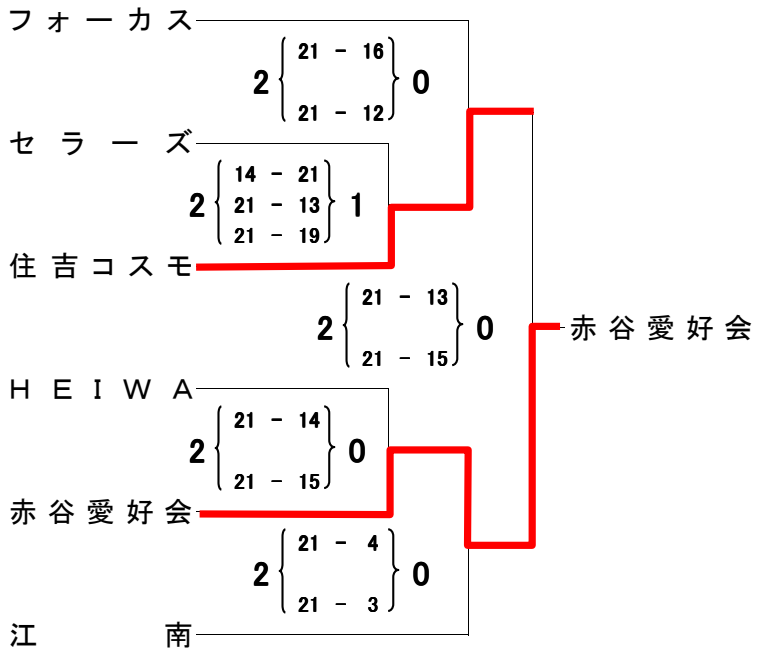 フォーカス
21 － 16
2 0
21 － 12
セラーズ
14 － 21
2 21 － 13 1
21 － 19
住吉コスモ
21 － 13
2 0
赤谷愛好会
21 － 15
HEIWA
21 － 14
2 0
21 － 15
赤谷愛好会
21 － 4
2 0
21 － 3
江南